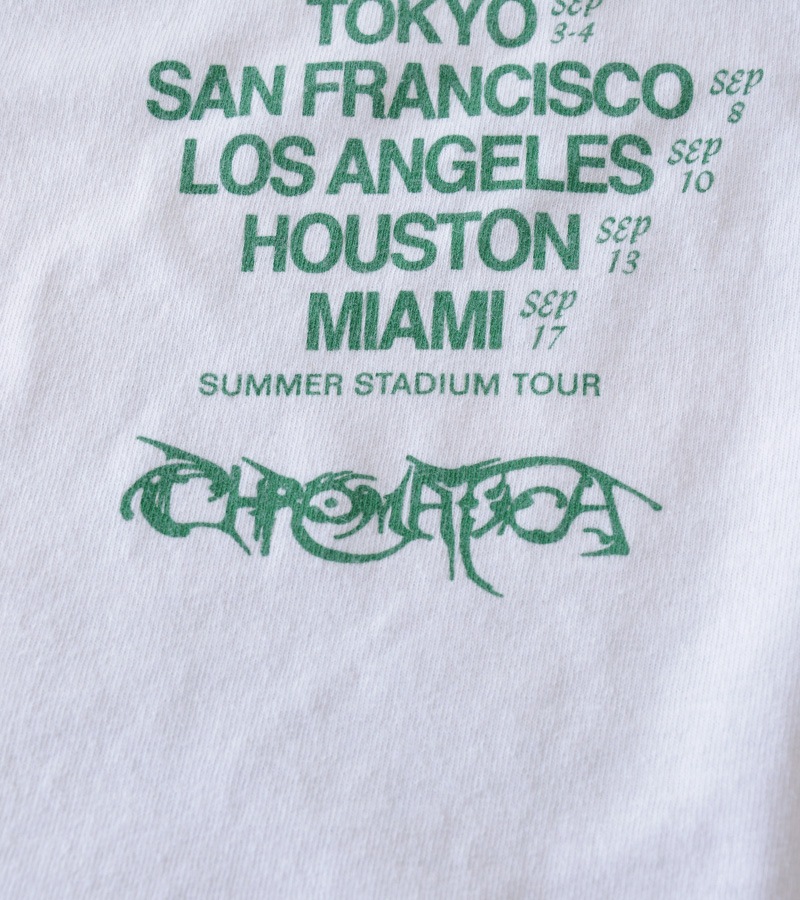 TOKYO SEP 3-4
SAN FRANCISCO SEP 8
LOS ANGELES SEP 10
HOUSTON SEP 13
MIAMI SEP 17
SUMMER STADIUM TOUR
CHROMATICA